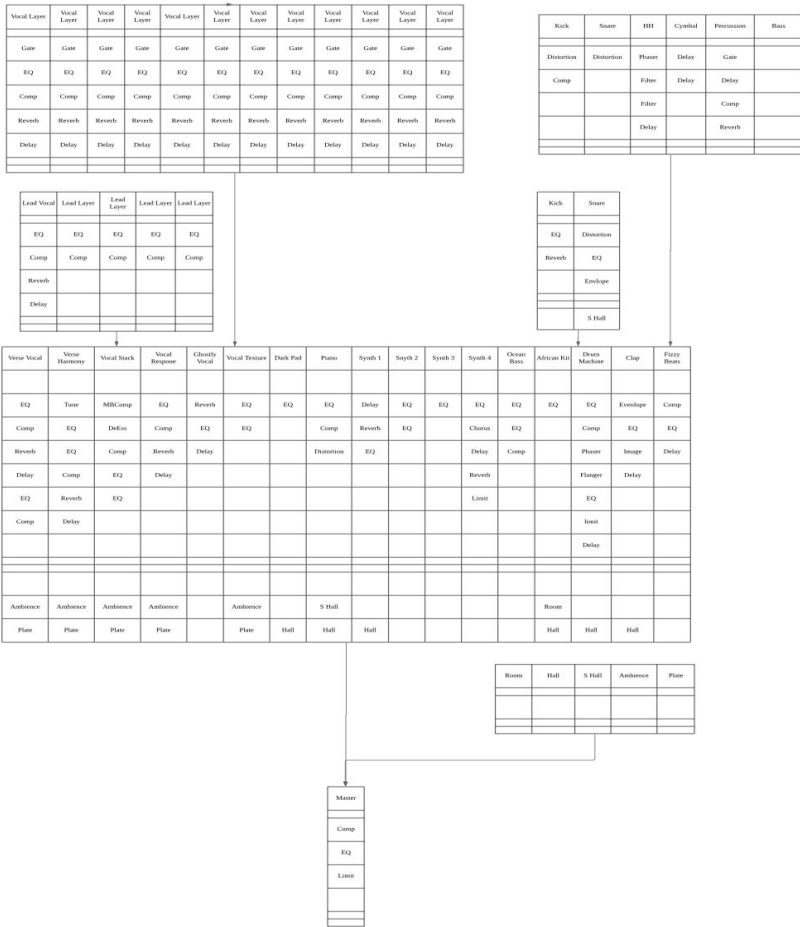 Vocal Layer Vocal Layer Vocal Layer Vocal Layer Vocal Layer Vocal Layer Vocal Layer Vocal Layer Vocal Layer Vocal Layer Vocal Layer Vocal Layer
Gate Gate Gate Gate Gate Gate Gate Gate Gate Gate Gate Gate
EQ EQ EQ EQ EQ EQ EQ EQ EQ EQ EQ EQ
Comp Comp Comp Comp Comp Comp Comp Comp Comp Comp Comp Comp
Reverb Reverb Reverb Reverb Reverb Reverb Reverb Reverb Reverb Reverb Reverb Reverb
Delay Delay Delay Delay Delay Delay Delay Delay Delay Delay Delay Delay
Kick Snare HH Cymbal Percusson Bass
Distortion Distortion Phaser Delay Gate
Comp Filter Delay Delay
Filter Comp
Delay Reverb
Lead Vocal Lead Layer Lead Layer Lead Layer Lead Layer
EQ EQ EQ EQ EQ
Comp Comp Comp Comp Comp
Reverb
Delay
Kick Snare
EQ Distortion
Reverb EQ
Envlope
S Hall
Verse Vocal Verse Harmony Vocal Stack Vocal Respone Ghostly Vocal Vocal Texture Dark Pad Piano Synth 1 Snyth 2 Synth 3 Synth 4 Ocean Bass African Kit Drum Machine Clap Fizzy Beats
EQ Tune MBComp EQ Reverb EQ EQ EQ Delay EQ EQ EQ EQ EQ EQ Evenlope Comp
Comp EQ DeEss Comp EQ EQ Comp Reverb EQ Chorus EQ Comp EQ EQ
Reverb EQ Comp Reverb Delay Distortion EQ Delay Comp Phaser Image Delay
Delay Comp EQ Delay Reverb Flanger Delay
EQ Reverb EQ Limit EQ
Comp Delay limit
Delay
Ambience Ambience Ambience Ambience Ambience S Hall Room
Plate Plate Plate Plate Plate Hall Hall Hall Hall Hall Hall
Room Hall S Hall Ambience Plate
Master
Comp
EQ
Limit